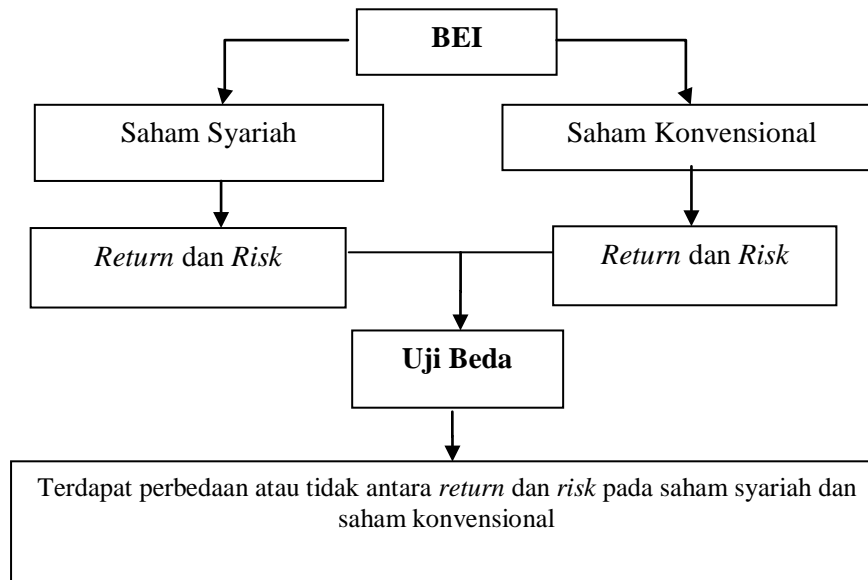 BEI
Saham Syariah
Saham Konvensional
Return dan Risk
Return dan Risk
Uji Beda
Terdapat perbedaan atau tidak antara return dan risk pada saham syariah dan
saham konvensional